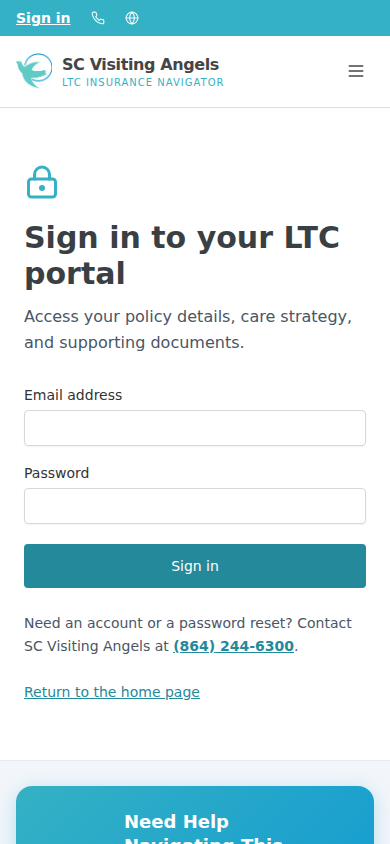 Sign in
SC Visiting Angels
LTC INSURANCE NAVIGATOR
Sign in to your LTC
portal
Access your policy details, care strategy,
and supporting documents.
Email address
Password
Sign in
Need an account or a password reset? Contact
SC Visiting Angels at (864) 244-6300.
Return to the home page
Need Help
Navigating This